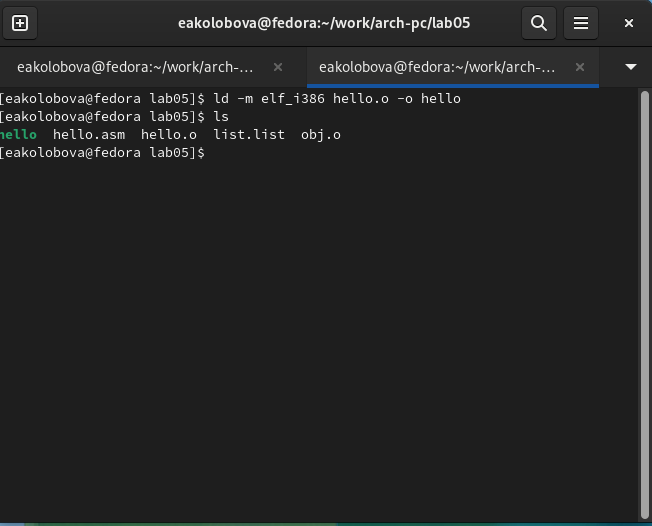 eakolobova@fedora:~/work/arch-pc/lab05
eakolobova@fedora:~/work/arch-... eakolobova@fedora:~/work/arch-pc...
[eakolobova@fedora lab05]$ ld -m elf_i386 hello.o -o hello
[eakolobova@fedora lab05]$ ls
hello  hello.asm  hello.o  list.list  obj.o
[eakolobova@fedora lab05]$